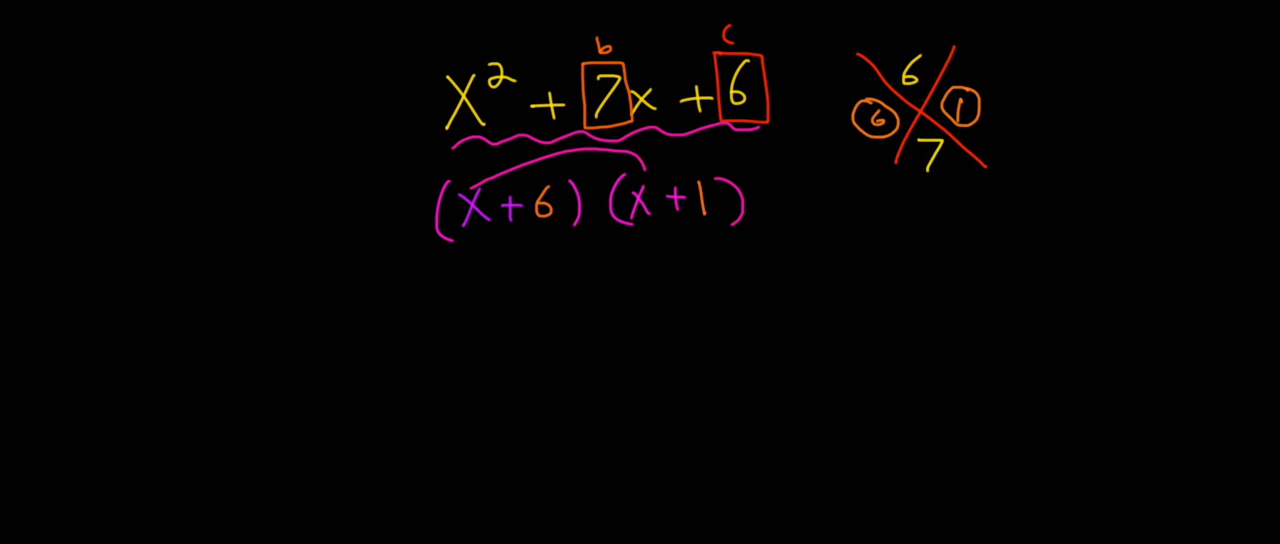 b c
x² + 7x + 6
(x + 6) (x + 1)
6
6 1
7